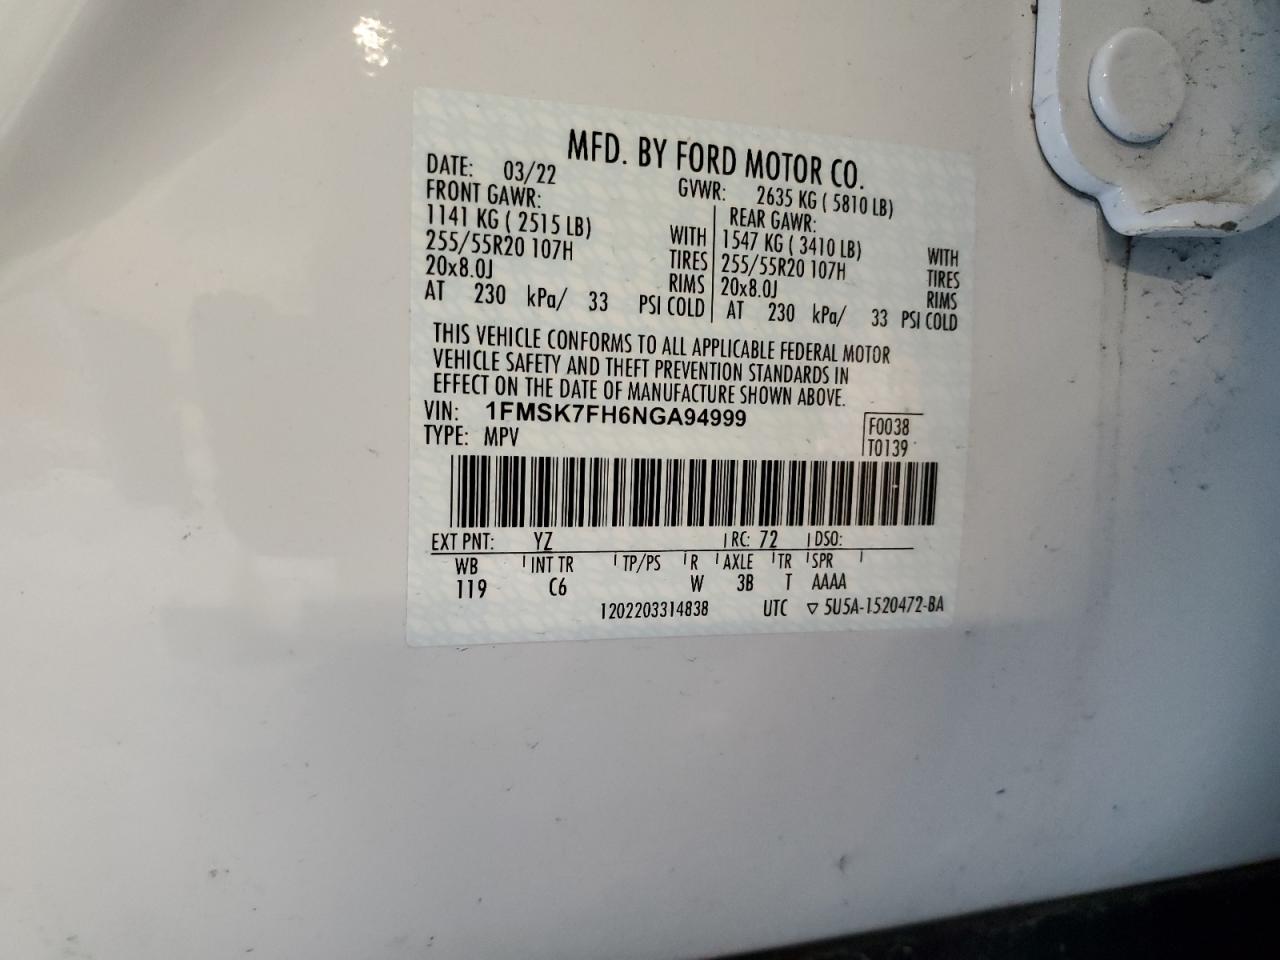 MFD. BY FORD MOTOR CO.
DATE: 03/22 GVWR: 2635 KG ( 5810 LB)
FRONT GAWR: REAR GAWR:
1141 KG ( 2515 LB) WITH 1547 KG ( 3410 LB) WITH
255/55R20 107H TIRES 255/55R20 107H TIRES
20x8.0J RIMS 20x8.0J RIMS
AT 230 kPa/ 33 PSI COLD AT 230 kPa/ 33 PSI COLD
THIS VEHICLE CONFORMS TO ALL APPLICABLE FEDERAL MOTOR
VEHICLE SAFETY AND THEFT PREVENTION STANDARDS IN
EFFECT ON THE DATE OF MANUFACTURE SHOWN ABOVE.
VIN: 1FMSK7FH6NGA94999 F0038
TYPE: MPV T0139
EXT PNT: YZ RC: 72 DSO:
WB INT TR TP/PS R AXLE TR SPR
119 C6 W 3B T AAAA
1202203314838 UTC ▽ 5U5A-1520472-BA